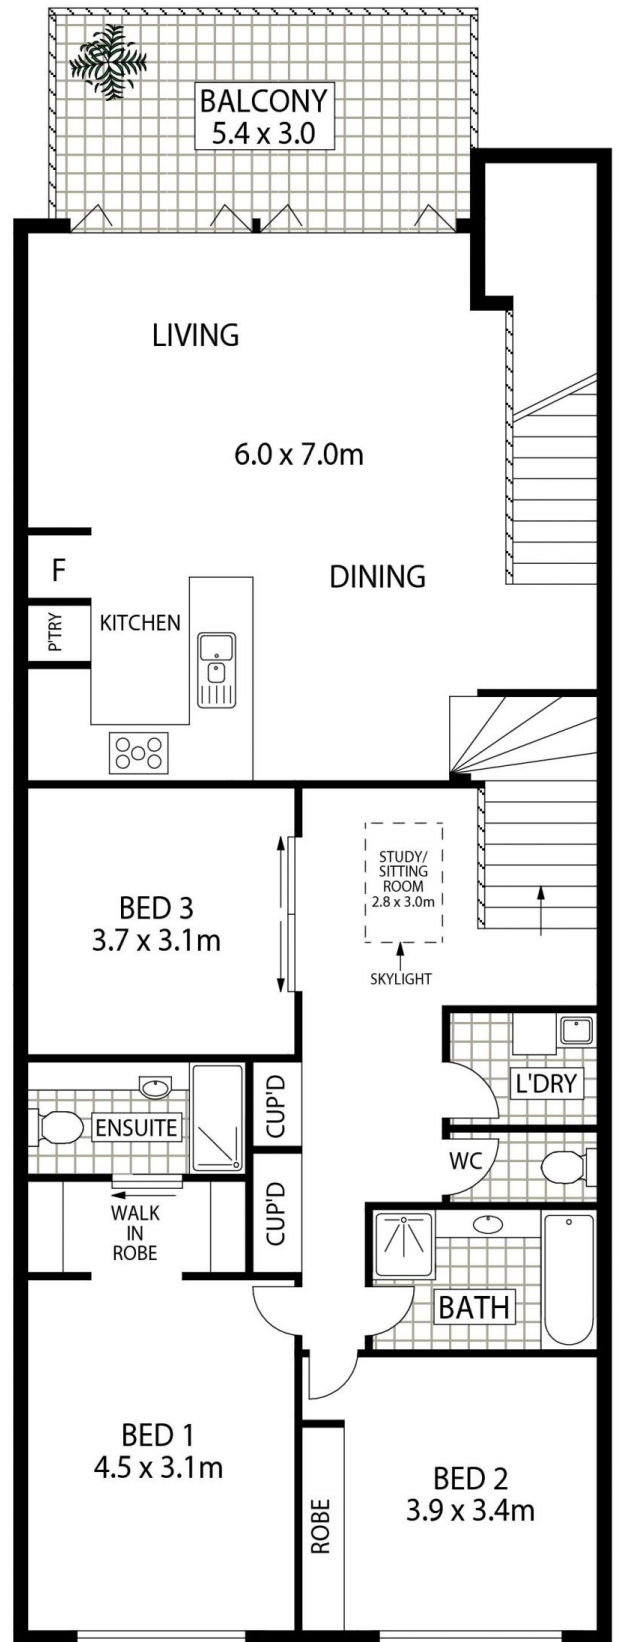 BALCONY
5.4 x 3.0
LIVING
6.0 x 7.0m
DINING
F
P'TRY
KITCHEN
BED 3
3.7 x 3.1m
STUDY/
SITTING
ROOM
2.8 x 3.0m
SKYLIGHT
ENSUITE
CUP'D
L'DRY
WC
CUP'D
WALK
IN
ROBE
BATH
BED 1
4.5 x 3.1m
ROBE
BED 2
3.9 x 3.4m